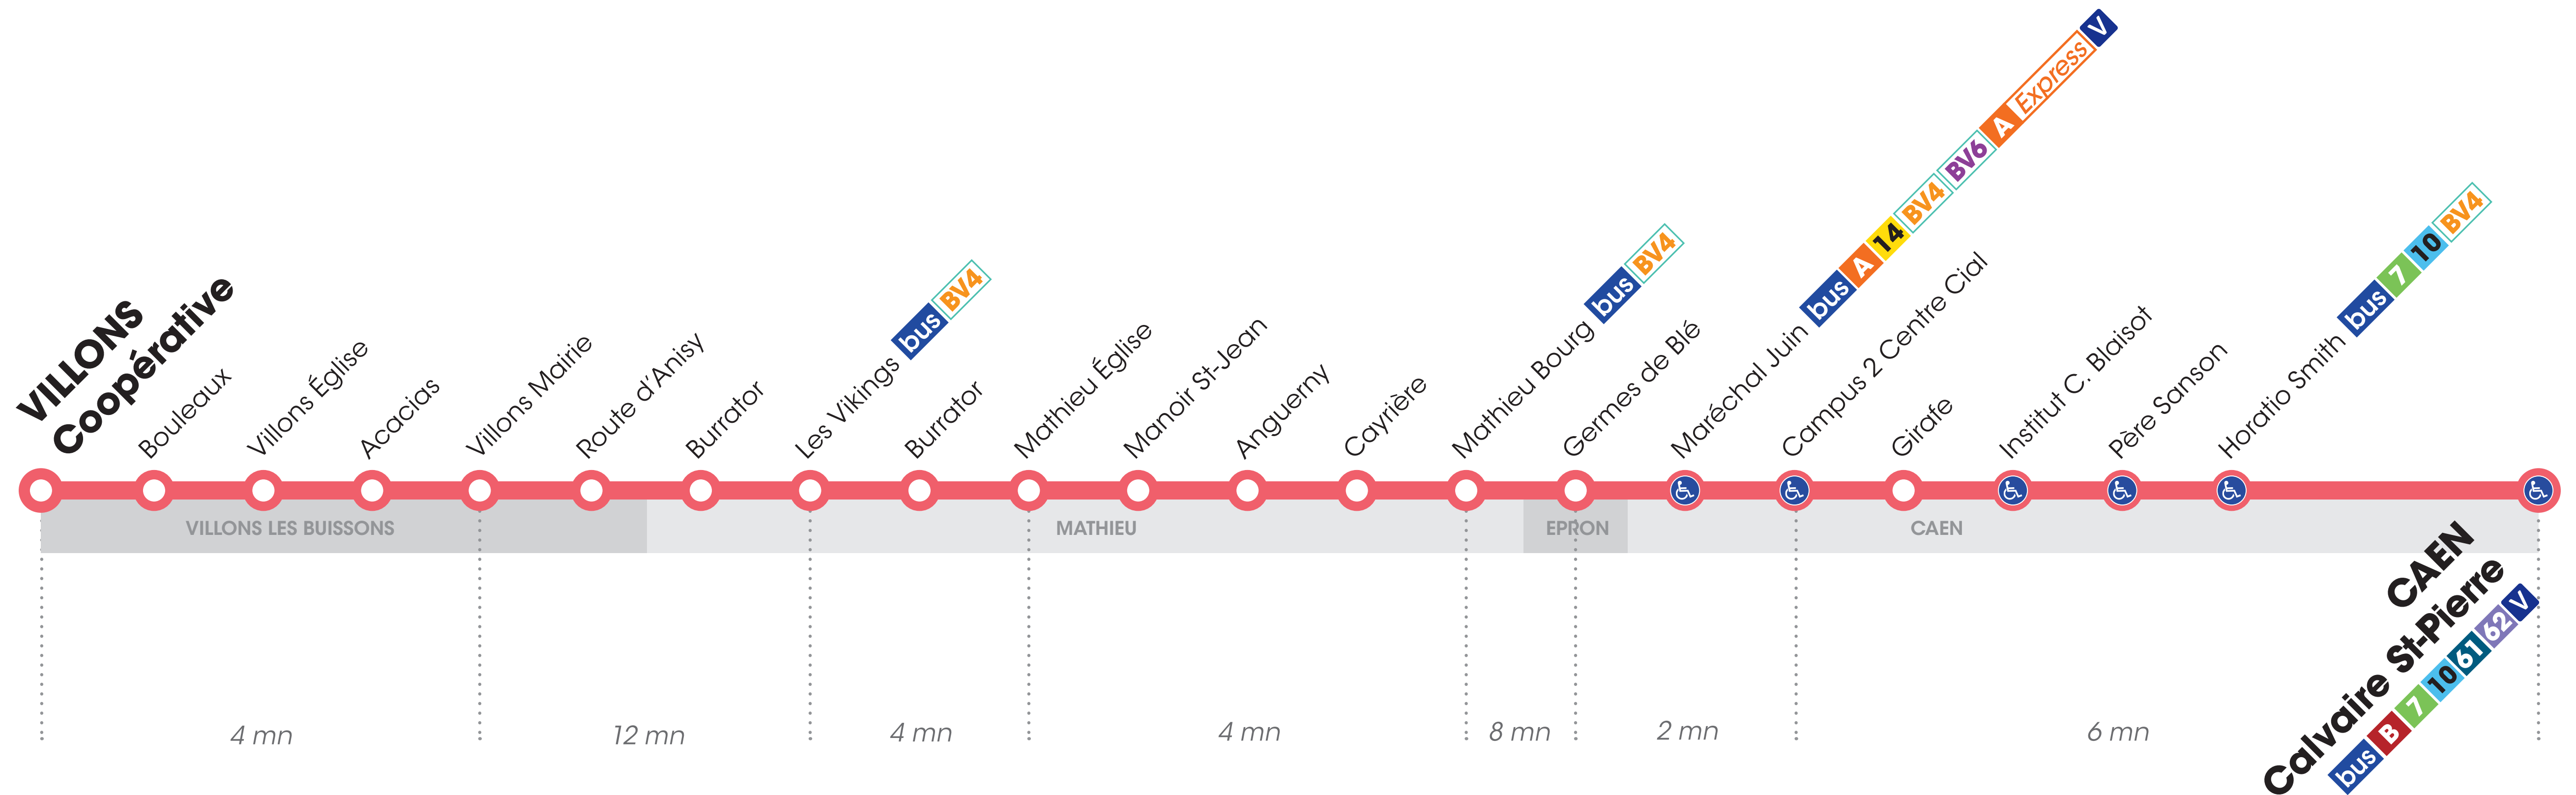 VILLONS
Coopérative
Bouleaux
Villons Église
Acacias
Villons Mairie
Route d'Anisy
Burrator
Les Vikings bus BV4
Burrator
Mathieu Église
Manoir St-Jean
Anguerny
Cayrière
Mathieu Bourg bus BV4
Germes de Blé
Maréchal Juin bus A 14 BV4 BV6 A Express V
Campus 2 Centre Cial
Girafe
Institut C. Blaisot
Père Sanson
Horatio Smith bus 7 10 BV4
CAEN
Calvaire St-Pierre
bus B 7 10 61 62 V
VILLONS LES BUISSONS
MATHIEU
EPRON
CAEN
4 mn
12 mn
4 mn
4 mn
8 mn
2 mn
6 mn